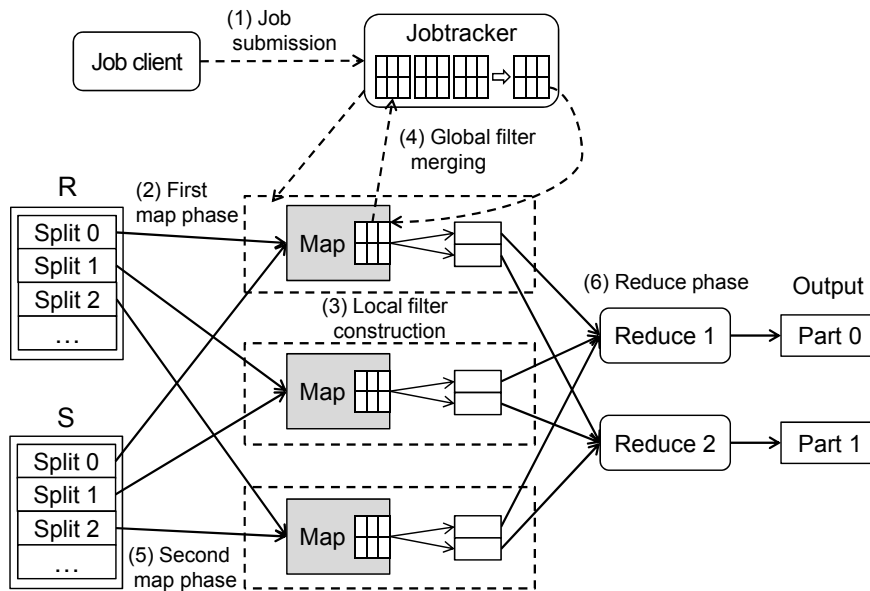 (1) Job
submission
Job client
Jobtracker
(4) Global filter
merging
R
(2) First
map phase
Split 0
Split 1
Split 2
…
Map
(3) Local filter
construction
(6) Reduce phase
Output
Map
Reduce 1
Part 0
S
Split 0
Split 1
Split 2
…
Reduce 2
Part 1
Map
(5) Second
map phase